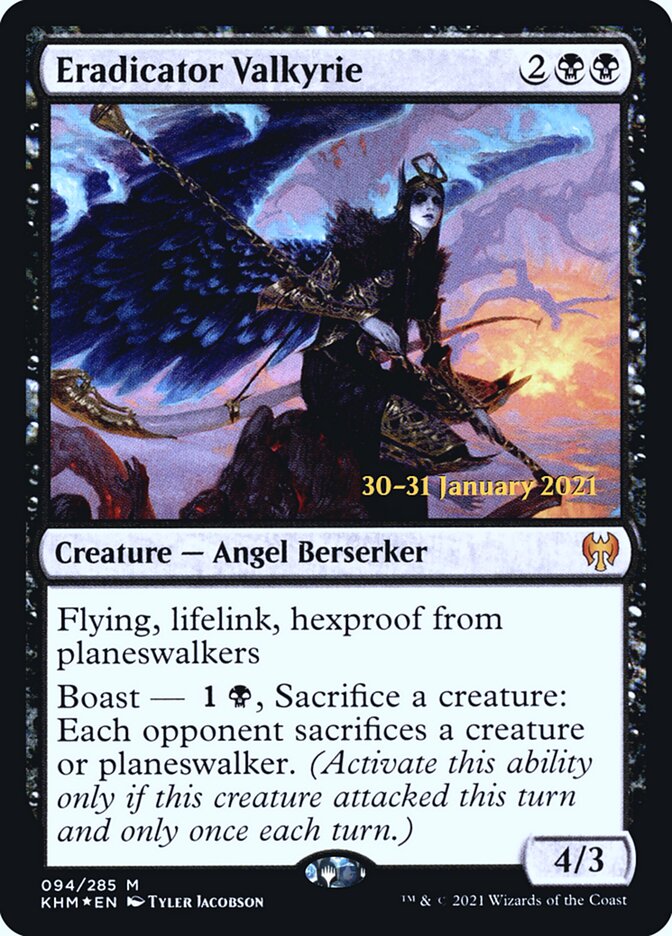 Eradicator Valkyrie 2
30-31 January 2021
Creature — Angel Berserker
Flying, lifelink, hexproof from
planeswalkers
Boast — 1, Sacrifice a creature:
Each opponent sacrifices a creature
or planeswalker. (Activate this ability
only if this creature attacked this turn
and only once each turn.)
4/3
094/285 M
KHM★EN Tyler Jacobson
™ & © 2021 Wizards of the Coast